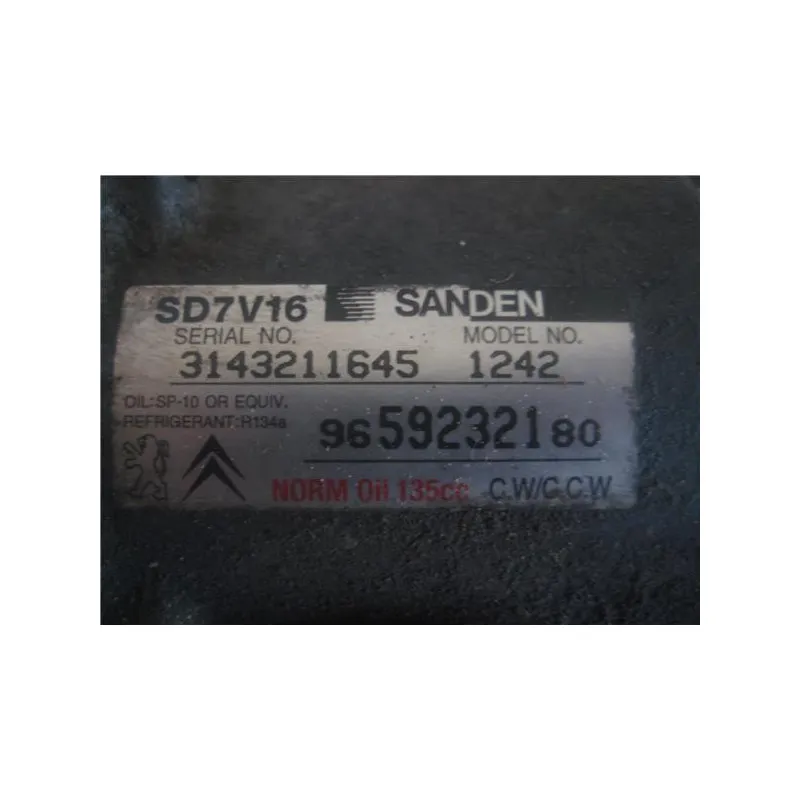 SD7V16 SANDEN
SERIAL NO. MODEL NO.
3143211645 1242
OIL:SP-10 OR EQUIV.
REFRIGERANT:R134a
9659232180
NORM Oil 135cc C.W/C.C.W